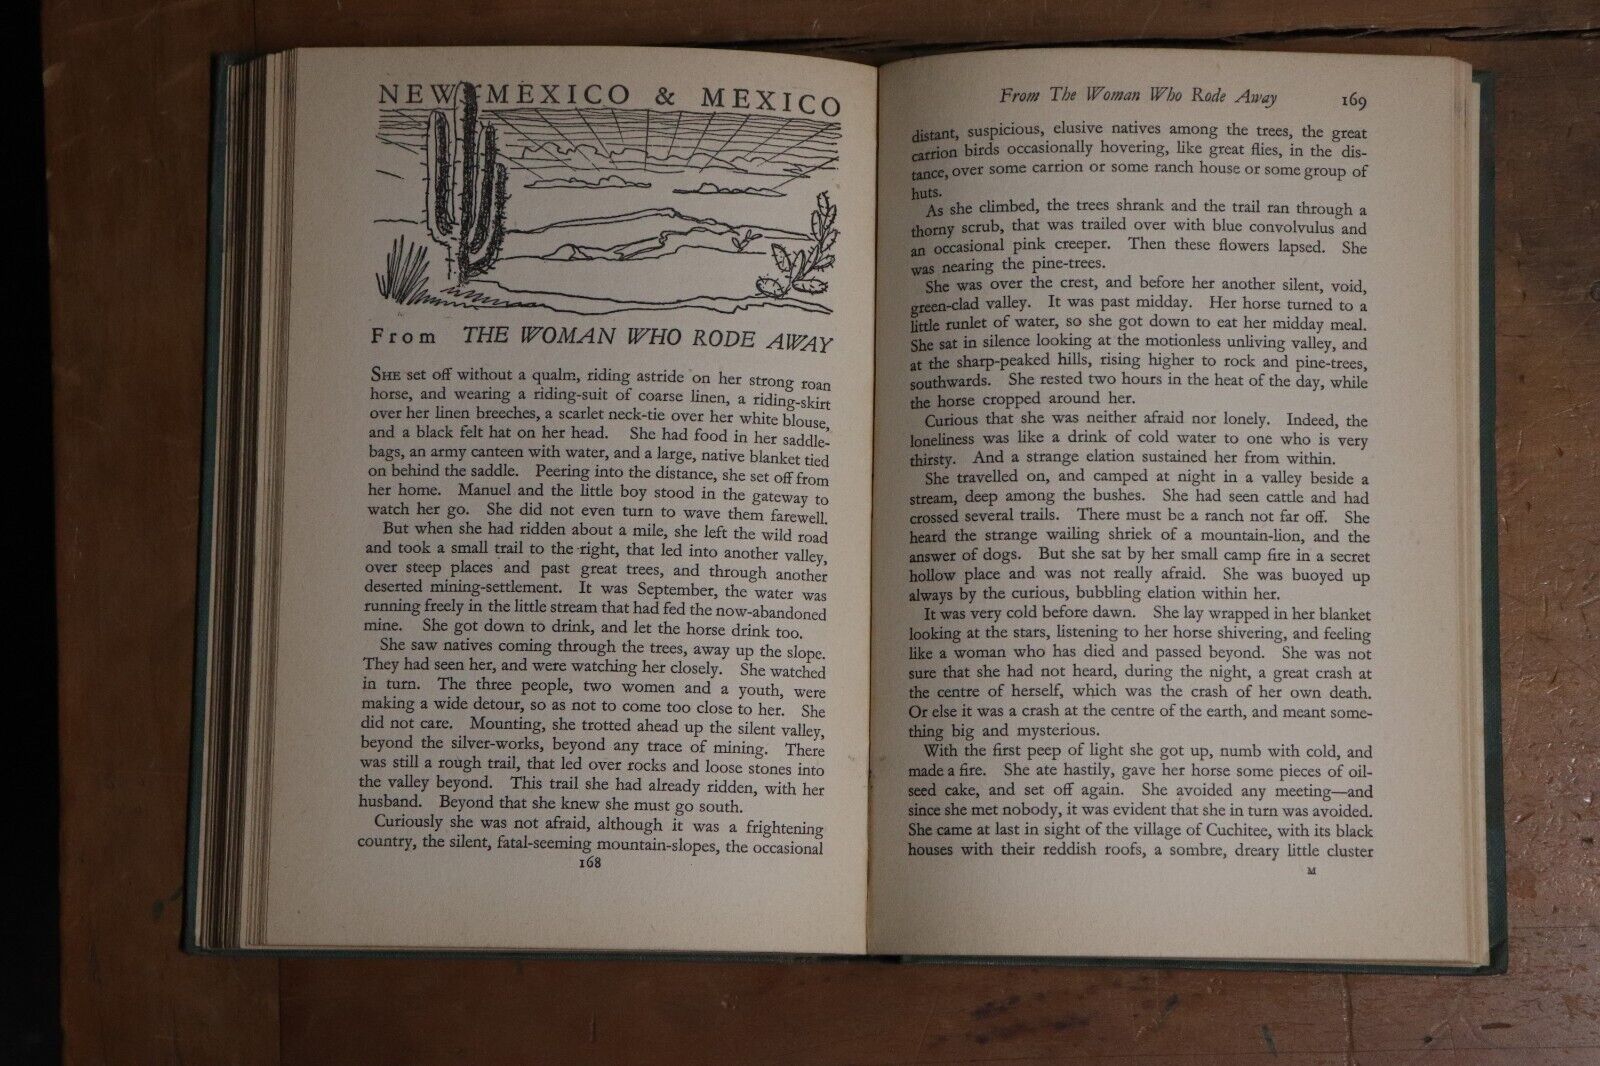 NEW MEXICO & MEXICO
From THE WOMAN WHO RODE AWAY
SHE set off without a qualm, riding astride on her strong roan
horse, and wearing a riding-suit of coarse linen, a riding-skirt
over her linen breeches, a scarlet neck-tie over her white blouse,
and a black felt hat on her head. She had food in her saddle-
bags, an army canteen with water, and a large, native blanket tied
on behind the saddle. Peering into the distance, she set off from
her home. Manuel and the little boy stood in the gateway to
watch her go. She did not even turn to wave them farewell.
But when she had ridden about a mile, she left the wild road
and took a small trail to the right, that led into another valley,
over steep places and past great trees, and through another
deserted mining-settlement. It was September, the water was
running freely in the little stream that had fed the now-abandoned
mine. She got down to drink, and let the horse drink too.
She saw natives coming through the trees, away up the slope.
They had seen her, and were watching her closely. She watched
in turn. The three people, two women and a youth, were
making a wide detour, so as not to come too close to her. She
did not care. Mounting, she trotted ahead up the silent valley,
beyond the silver-works, beyond any trace of mining. There
was still a rough trail, that led over rocks and loose stones into
the valley beyond. This trail she had already ridden, with her
husband. Beyond that she knew she must go south.
Curiously she was not afraid, although it was a frightening
country, the silent, fatal-seeming mountain-slopes, the occasional
168
From The Woman Who Rode Away 169
distant, suspicious, elusive natives among the trees, the great
carrion birds occasionally hovering, like great flies, in the dis-
tance, over some carrion or some ranch house or some group of
huts.
As she climbed, the trees shrank and the trail ran through a
thorny scrub, that was trailed over with blue convolvulus and
an occasional pink creeper. Then these flowers lapsed. She
was nearing the pine-trees.
She was over the crest, and before her another silent, void,
green-clad valley. It was past midday. Her horse turned to a
little runlet of water, so she got down to eat her midday meal.
She sat in silence looking at the motionless unliving valley, and
at the sharp-peaked hills, rising higher to rock and pine-trees,
southwards. She rested two hours in the heat of the day, while
the horse cropped around her.
Curious that she was neither afraid nor lonely. Indeed, the
loneliness was like a drink of cold water to one who is very
thirsty. And a strange elation sustained her from within.
She travelled on, and camped at night in a valley beside a
stream, deep among the bushes. She had seen cattle and had
crossed several trails. There must be a ranch not far off. She
heard the strange wailing shriek of a mountain-lion, and the
answer of dogs. But she sat by her small camp fire in a secret
hollow place and was not really afraid. She was buoyed up
always by the curious, bubbling elation within her.
It was very cold before dawn. She lay wrapped in her blanket
looking at the stars, listening to her horse shivering, and feeling
like a woman who has died and passed beyond. She was not
sure that she had not heard, during the night, a great crash at
the centre of herself, which was the crash of her own death.
Or else it was a crash at the centre of the earth, and meant some-
thing big and mysterious.
With the first peep of light she got up, numb with cold, and
made a fire. She ate hastily, gave her horse some pieces of oil-
seed cake, and set off again. She avoided any meeting—and
since she met nobody, it was evident that she in turn was avoided.
She came at last in sight of the village of Cuchitee, with its black
houses with their reddish roofs, a sombre, dreary little cluster
M